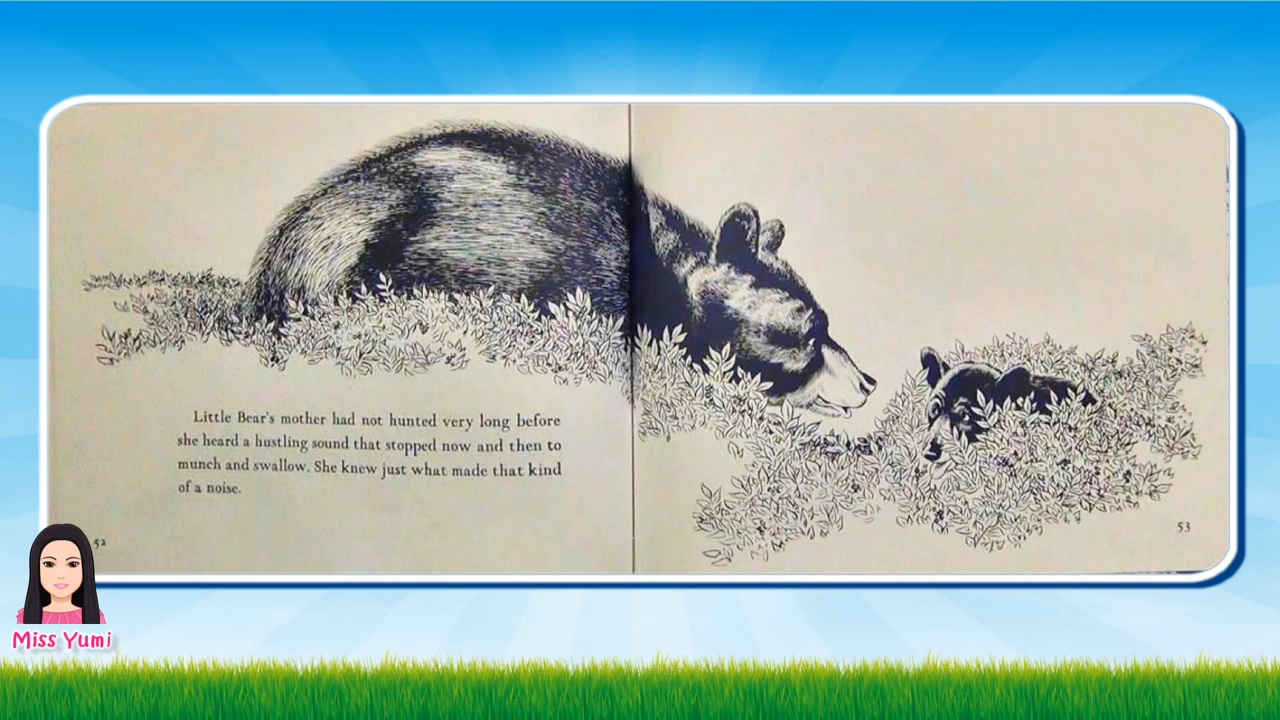 Little Bear's mother had not hunted very long before
she heard a hustling sound that stopped now and then to
munch and swallow. She knew just what made that kind
of a noise.
52
53
Miss Yumi